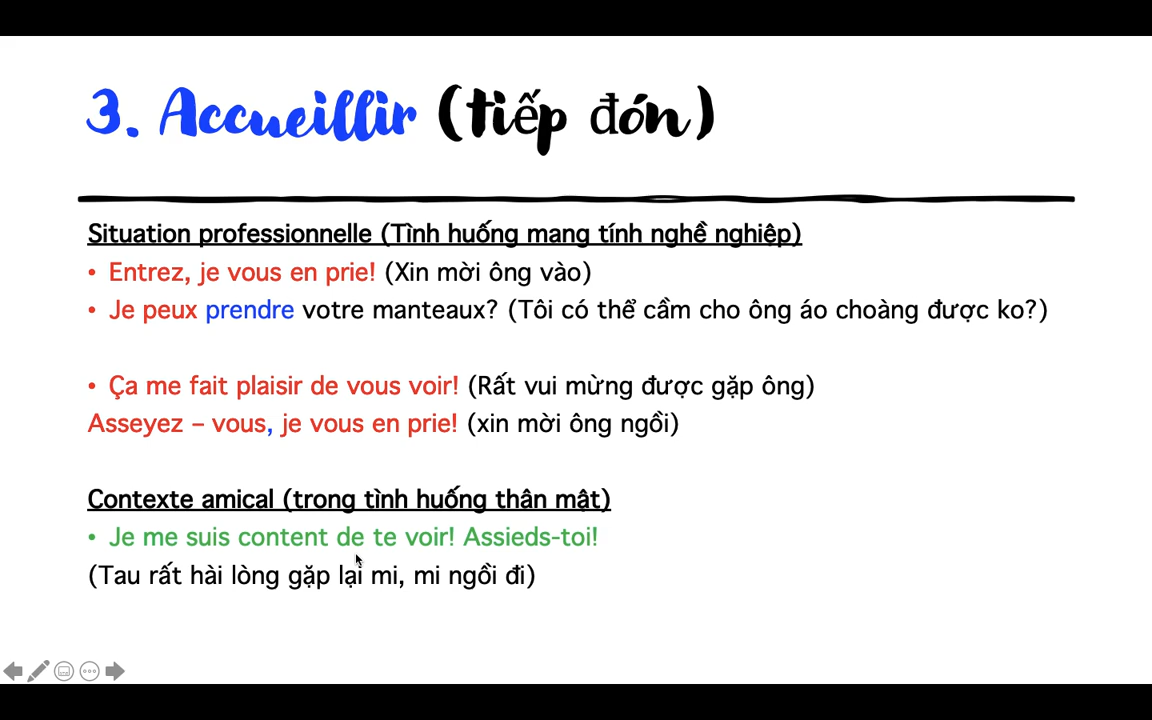 3. Accueillir (tiếp đón)
Situation professionnelle (Tình huống mang tính nghề nghiệp)
• Entrez, je vous en prie! (Xin mời ông vào)
• Je peux prendre votre manteaux? (Tôi có thể cầm cho ông áo choàng được ko?)
• Ça me fait plaisir de vous voir! (Rất vui mừng được gặp ông)
Asseyez – vous, je vous en prie! (xin mời ông ngồi)
Contexte amical (trong tình huống thân mật)
• Je me suis content de te voir! Assieds-toi!
(Tau rất hài lòng gặp lại mi, mi ngồi đi)